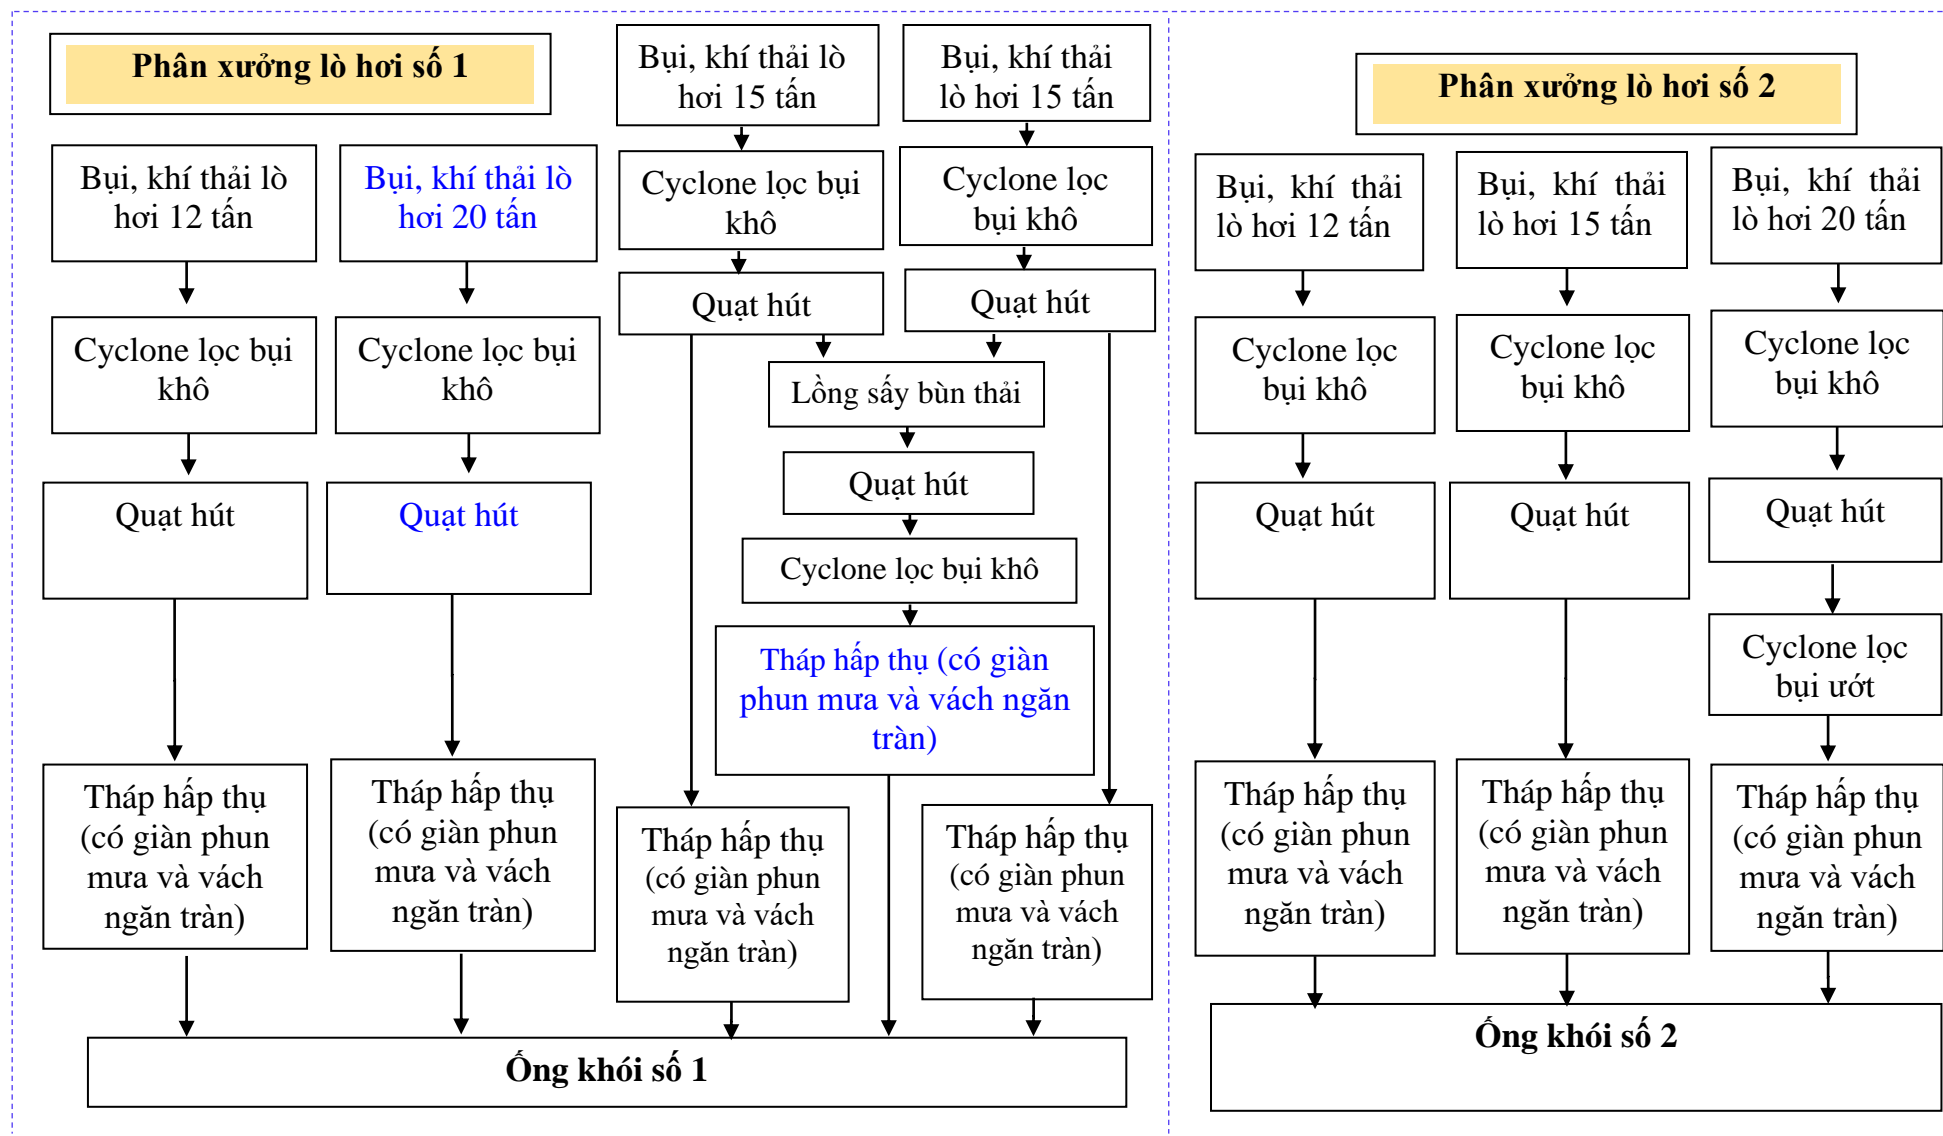 Phân xưởng lò hơi số 1
Bụi, khí thải lò
hơi 12 tấn
Cyclone lọc bụi
khô
Quạt hút
Tháp hấp thụ
(có giàn phun
mưa và vách
ngăn tràn)
Bụi, khí thải lò
hơi 20 tấn
Cyclone lọc bụi
khô
Quạt hút
Tháp hấp thụ
(có giàn phun
mưa và vách
ngăn tràn)
Bụi, khí thải lò
hơi 15 tấn
Cyclone lọc bụi
khô
Quạt hút
Bụi, khí thải
lò hơi 15 tấn
Cyclone lọc
bụi khô
Quạt hút
Lồng sấy bùn thải
Quạt hút
Cyclone lọc bụi khô
Tháp hấp thụ (có giàn
phun mưa và vách ngăn
tràn)
Tháp hấp thụ
(có giàn phun
mưa và vách
ngăn tràn)
Tháp hấp thụ
(có giàn phun
mưa và vách
ngăn tràn)
Ống khói số 1
Phân xưởng lò hơi số 2
Bụi, khí thải
lò hơi 12 tấn
Cyclone lọc
bụi khô
Quạt hút
Tháp hấp thụ
(có giàn phun
mưa và vách
ngăn tràn)
Bụi, khí thải
lò hơi 15 tấn
Cyclone lọc
bụi khô
Quạt hút
Tháp hấp thụ
(có giàn phun
mưa và vách
ngăn tràn)
Bụi, khí thải
lò hơi 20 tấn
Cyclone lọc
bụi khô
Quạt hút
Cyclone lọc
bụi ướt
Tháp hấp thụ
(có giàn phun
mưa và vách
ngăn tràn)
Ống khói số 2